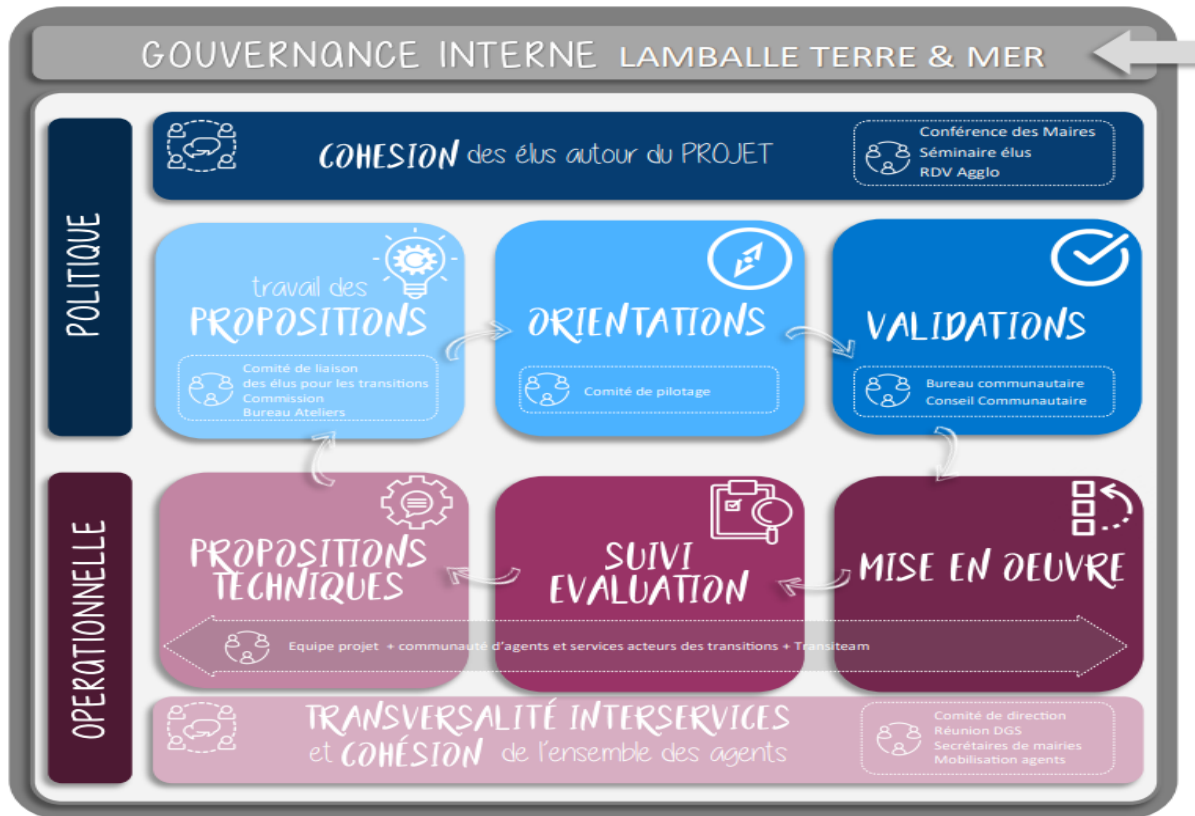 GOUVERNANCE INTERNE LAMBALLE TERRE & MER
POLITIQUE
COHESION des élus autour du PROJET
Conférence des Maires
Séminaire élus
RDV Agglo
travail des
PROPOSITIONS
Comité de liaison
des élus pour les transitions
Commission
Bureau Ateliers
ORIENTATIONS
Comité de pilotage
VALIDATIONS
Bureau communautaire
Conseil Communautaire
OPERATIONNELLE
PROPOSITIONS
TECHNIQUES
SUIVI
EVALUATION
MISE EN OEUVRE
Equipe projet + communauté d'agents et services acteurs des transitions + Transiteam
TRANSVERSALITÉ INTERSERVICES
et COHÉSION de l'ensemble des agents
Comité de direction
Réunion DGS
Secrétaires de mairies
Mobilisation agents